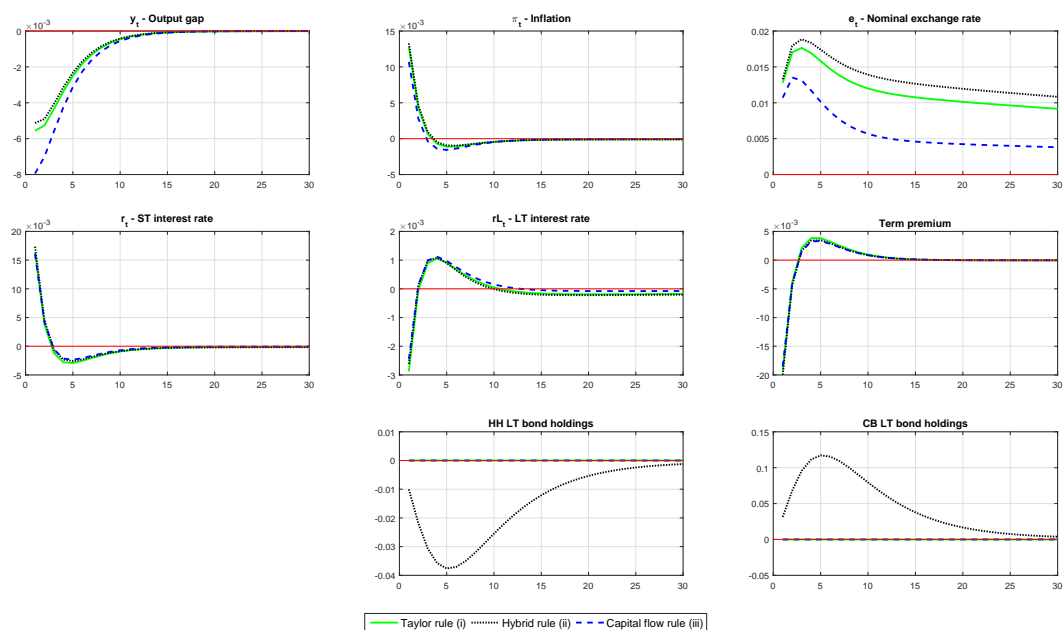 y_t - Output gap
π_t - Inflation
e_t - Nominal exchange rate
×10^-3
×10^-3
0 -2 -4 -6 -8
15 10 5 0 -5
0.02 0.015 0.01 0.005 0
0 5 10 15 20 25 30
0 5 10 15 20 25 30
0 5 10 15 20 25 30
r_t - ST interest rate
rL_t - LT interest rate
Term premium
×10^-3
×10^-3
×10^-3
20 15 10 5 0 -5
2 1 0 -1 -2 -3
5 0 -5 -10 -15 -20
0 5 10 15 20 25 30
0 5 10 15 20 25 30
0 5 10 15 20 25 30
HH LT bond holdings
CB LT bond holdings
0.01 0 -0.01 -0.02 -0.03 -0.04
0.15 0.1 0.05 0 -0.05
0 5 10 15 20 25 30
0 5 10 15 20 25 30
Taylor rule (i) Hybrid rule (ii) Capital flow rule (iii)